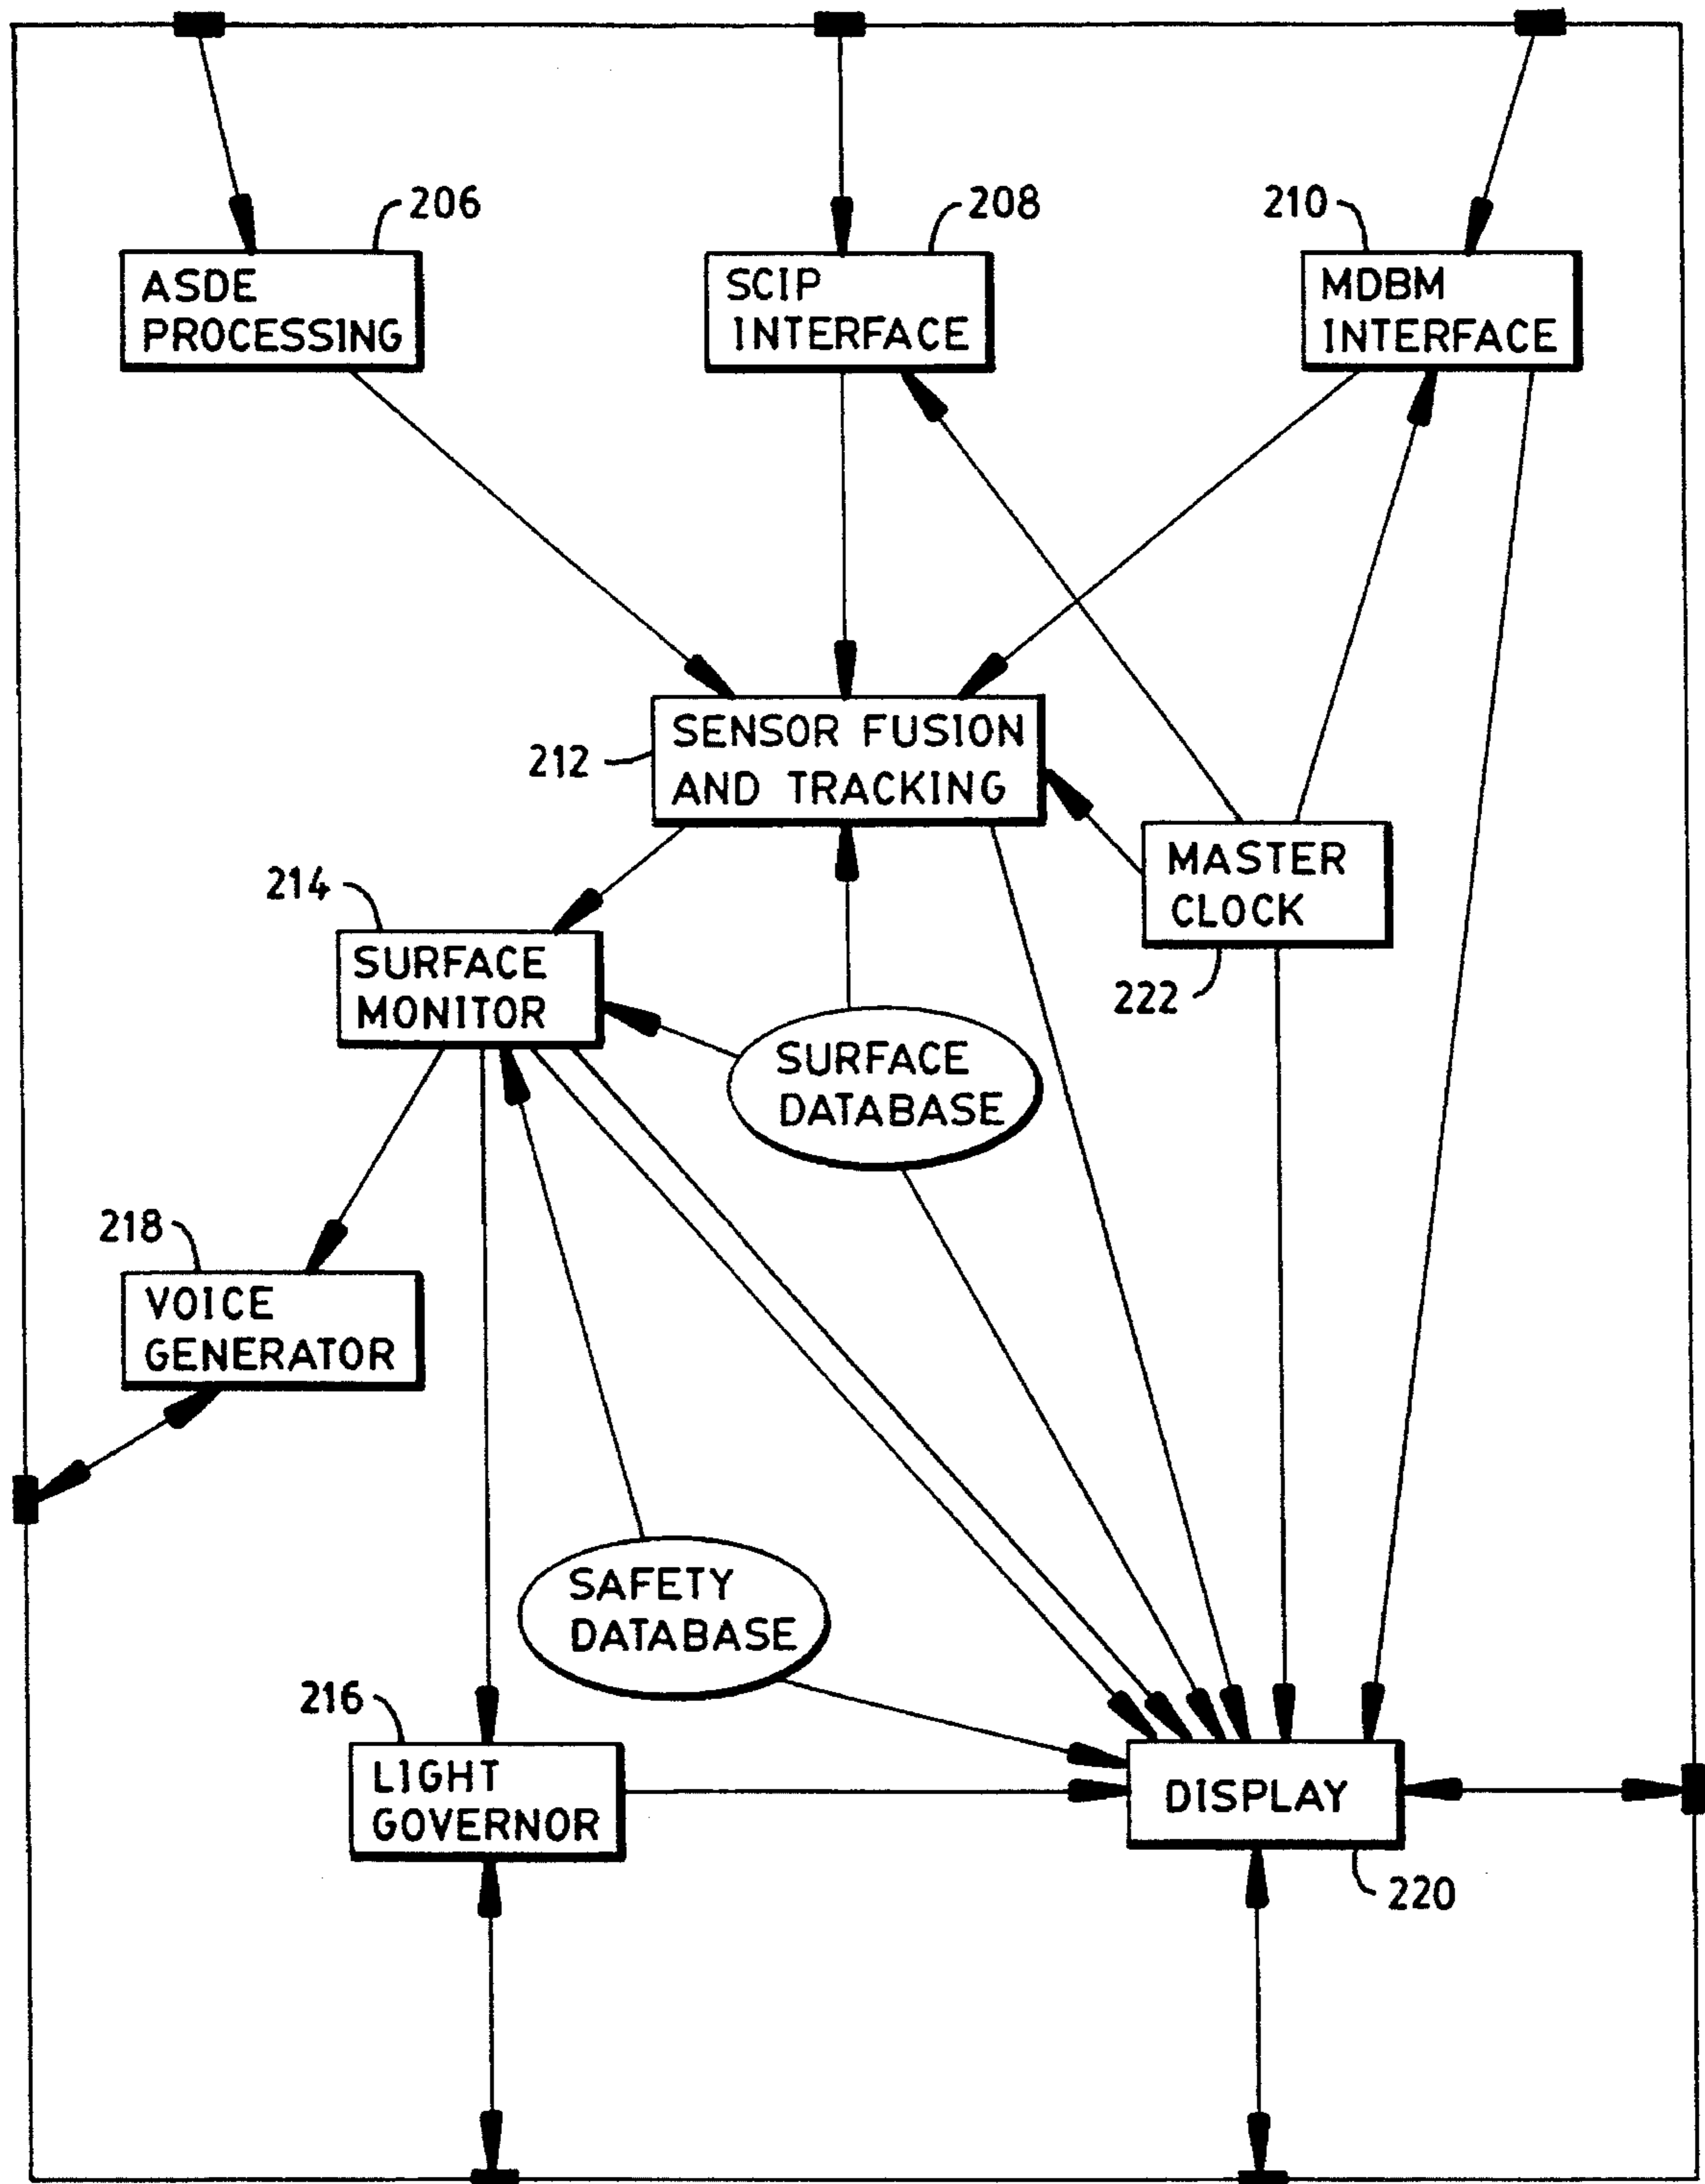 206
ASDE
PROCESSING
208
SCIP
INTERFACE
210
MDBM
INTERFACE
212
SENSOR FUSION
AND TRACKING
MASTER
CLOCK
222
214
SURFACE
MONITOR
SURFACE
DATABASE
218
VOICE
GENERATOR
SAFETY
DATABASE
216
LIGHT
GOVERNOR
DISPLAY
220